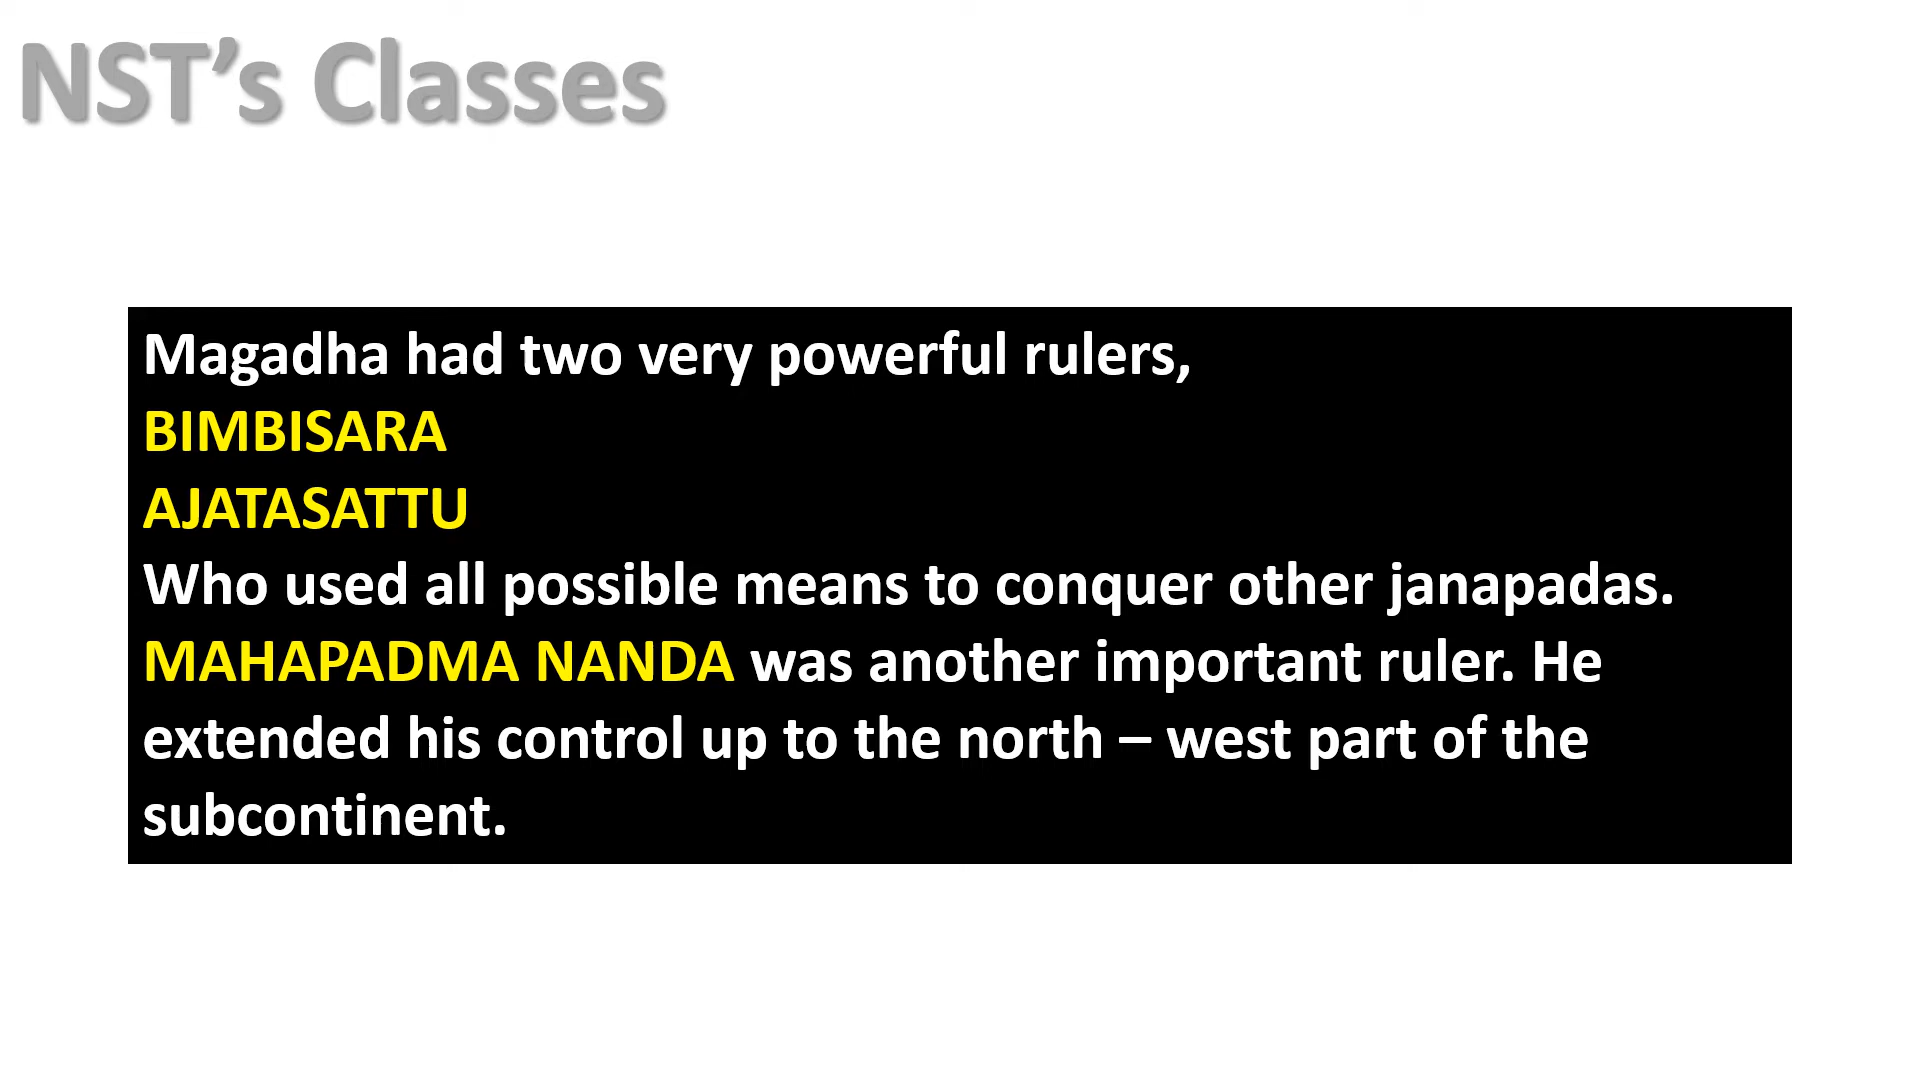 NST’s Classes
Magadha had two very powerful rulers,
BIMBISARA
AJATASATTU
Who used all possible means to conquer other janapadas.
MAHAPADMA NANDA was another important ruler. He
extended his control up to the north – west part of the
subcontinent.